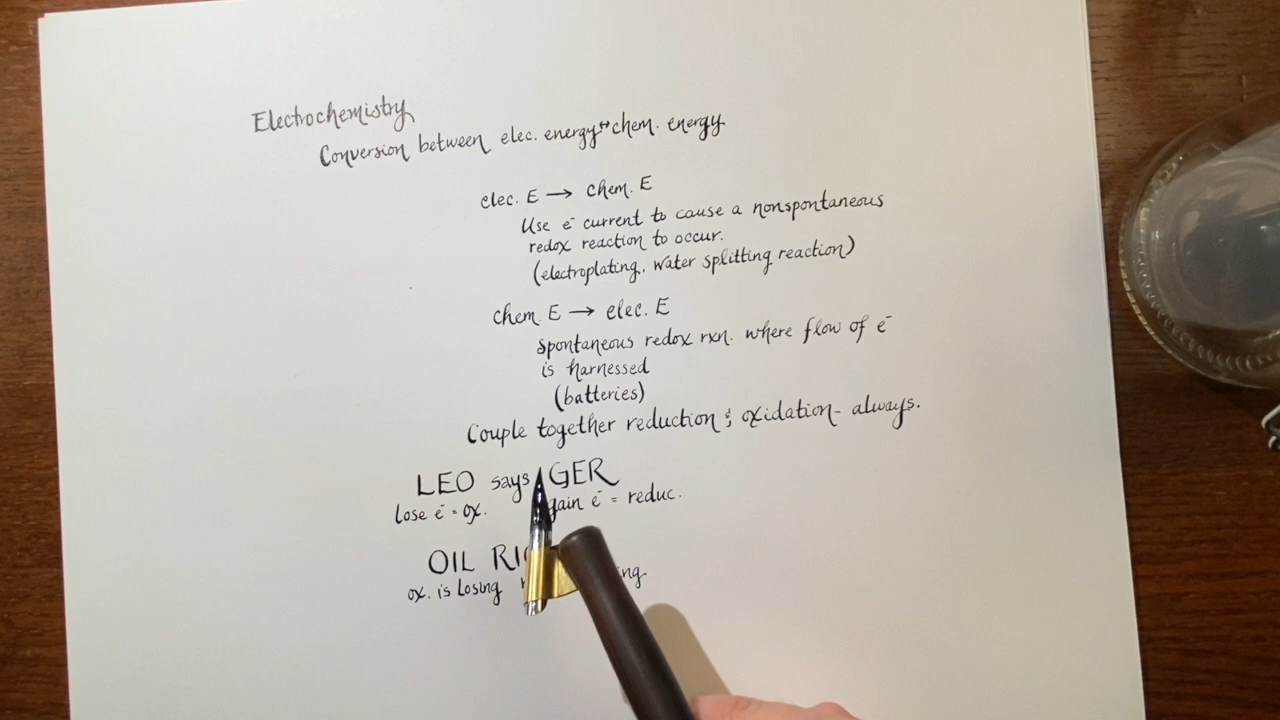 Electrochemistry
Conversion between elec. energy ↔ chem. energy
elec. E → chem. E
Use e⁻ current to cause a nonspontaneous
redox reaction to occur.
(electroplating, water splitting reaction)
chem. E → elec. E
Spontaneous redox rxn. where flow of e⁻
is harnessed
(batteries)
Couple together reduction & oxidation - always.
LEO says GER
lose e⁻ = ox. gain e⁻ = reduc.
OIL
ox. is losing